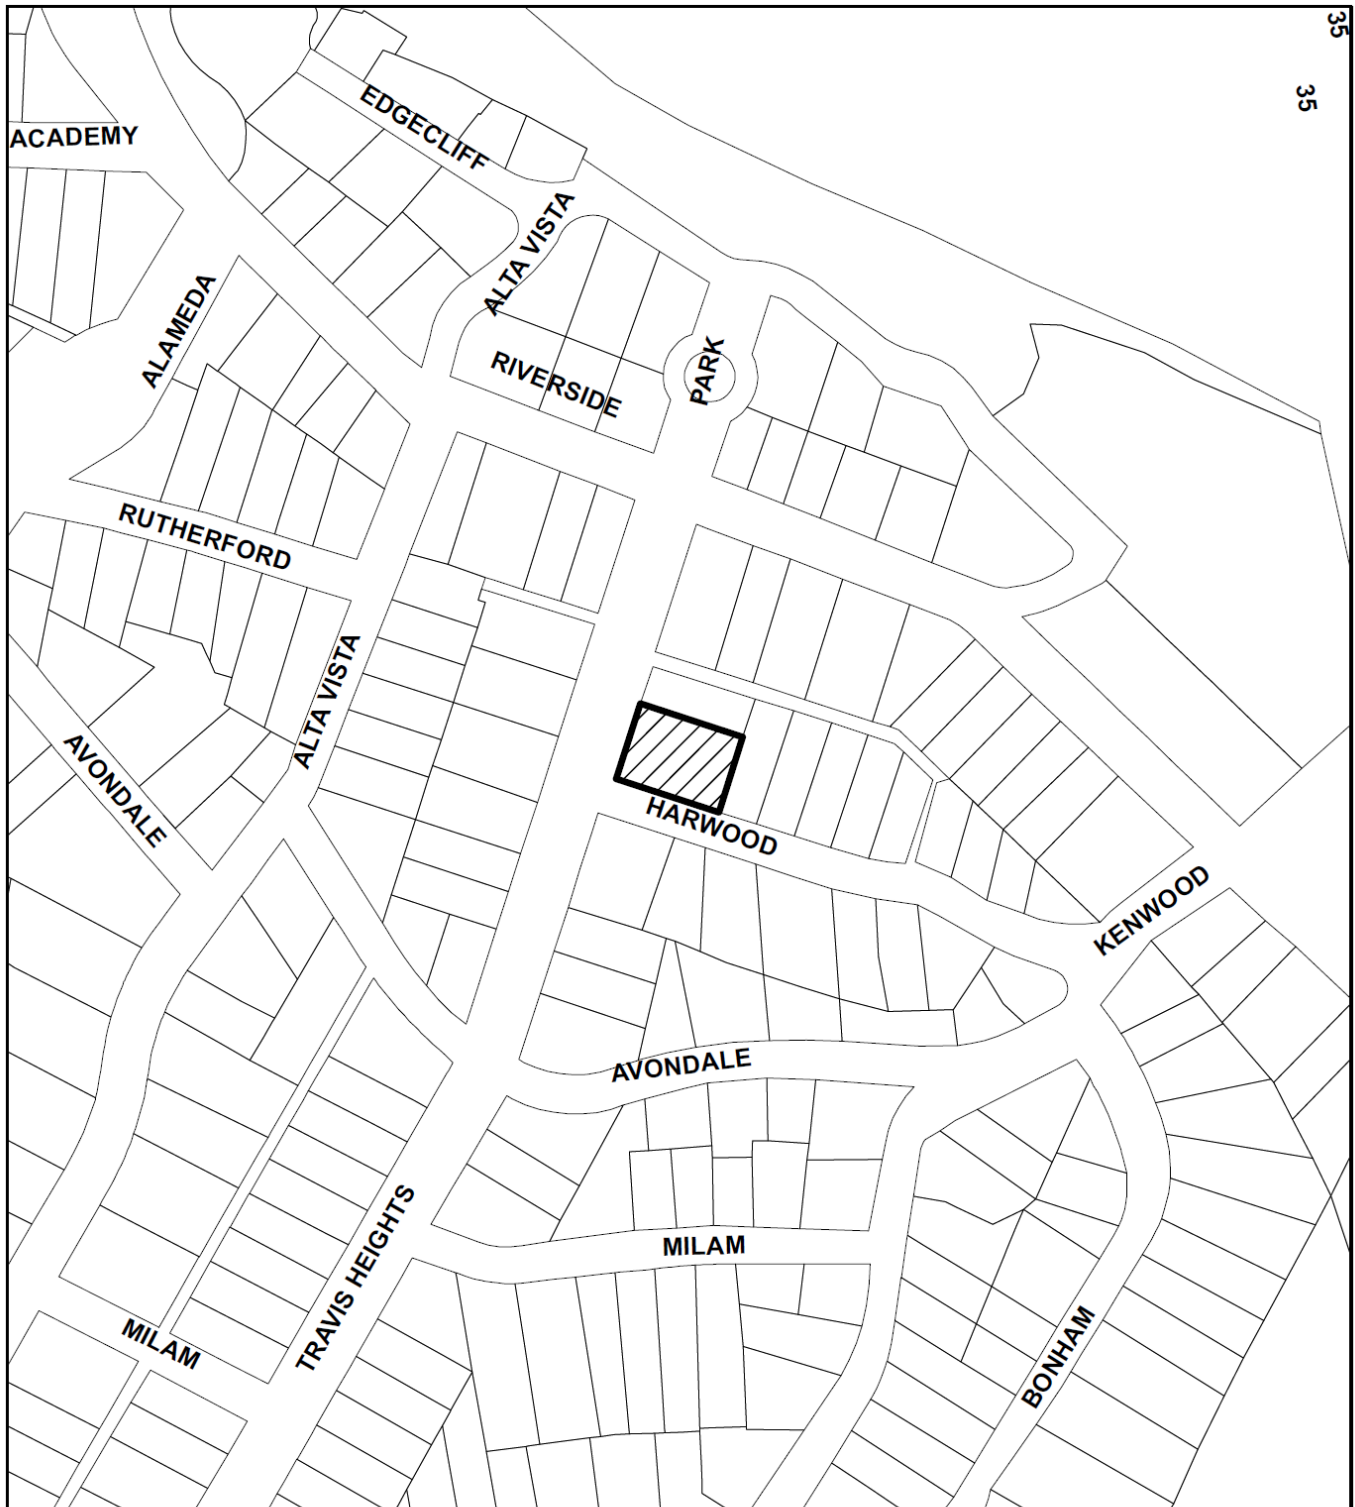 35
35
EDGECLIFF
ACADEMY
ALTA VISTA
ALAMEDA
PARK
RIVERSIDE
RUTHERFORD
ALTA VISTA
AVONDALE
HARWOOD
KENWOOD
AVONDALE
MILAM
TRAVIS HEIGHTS
MILAM
BONHAM